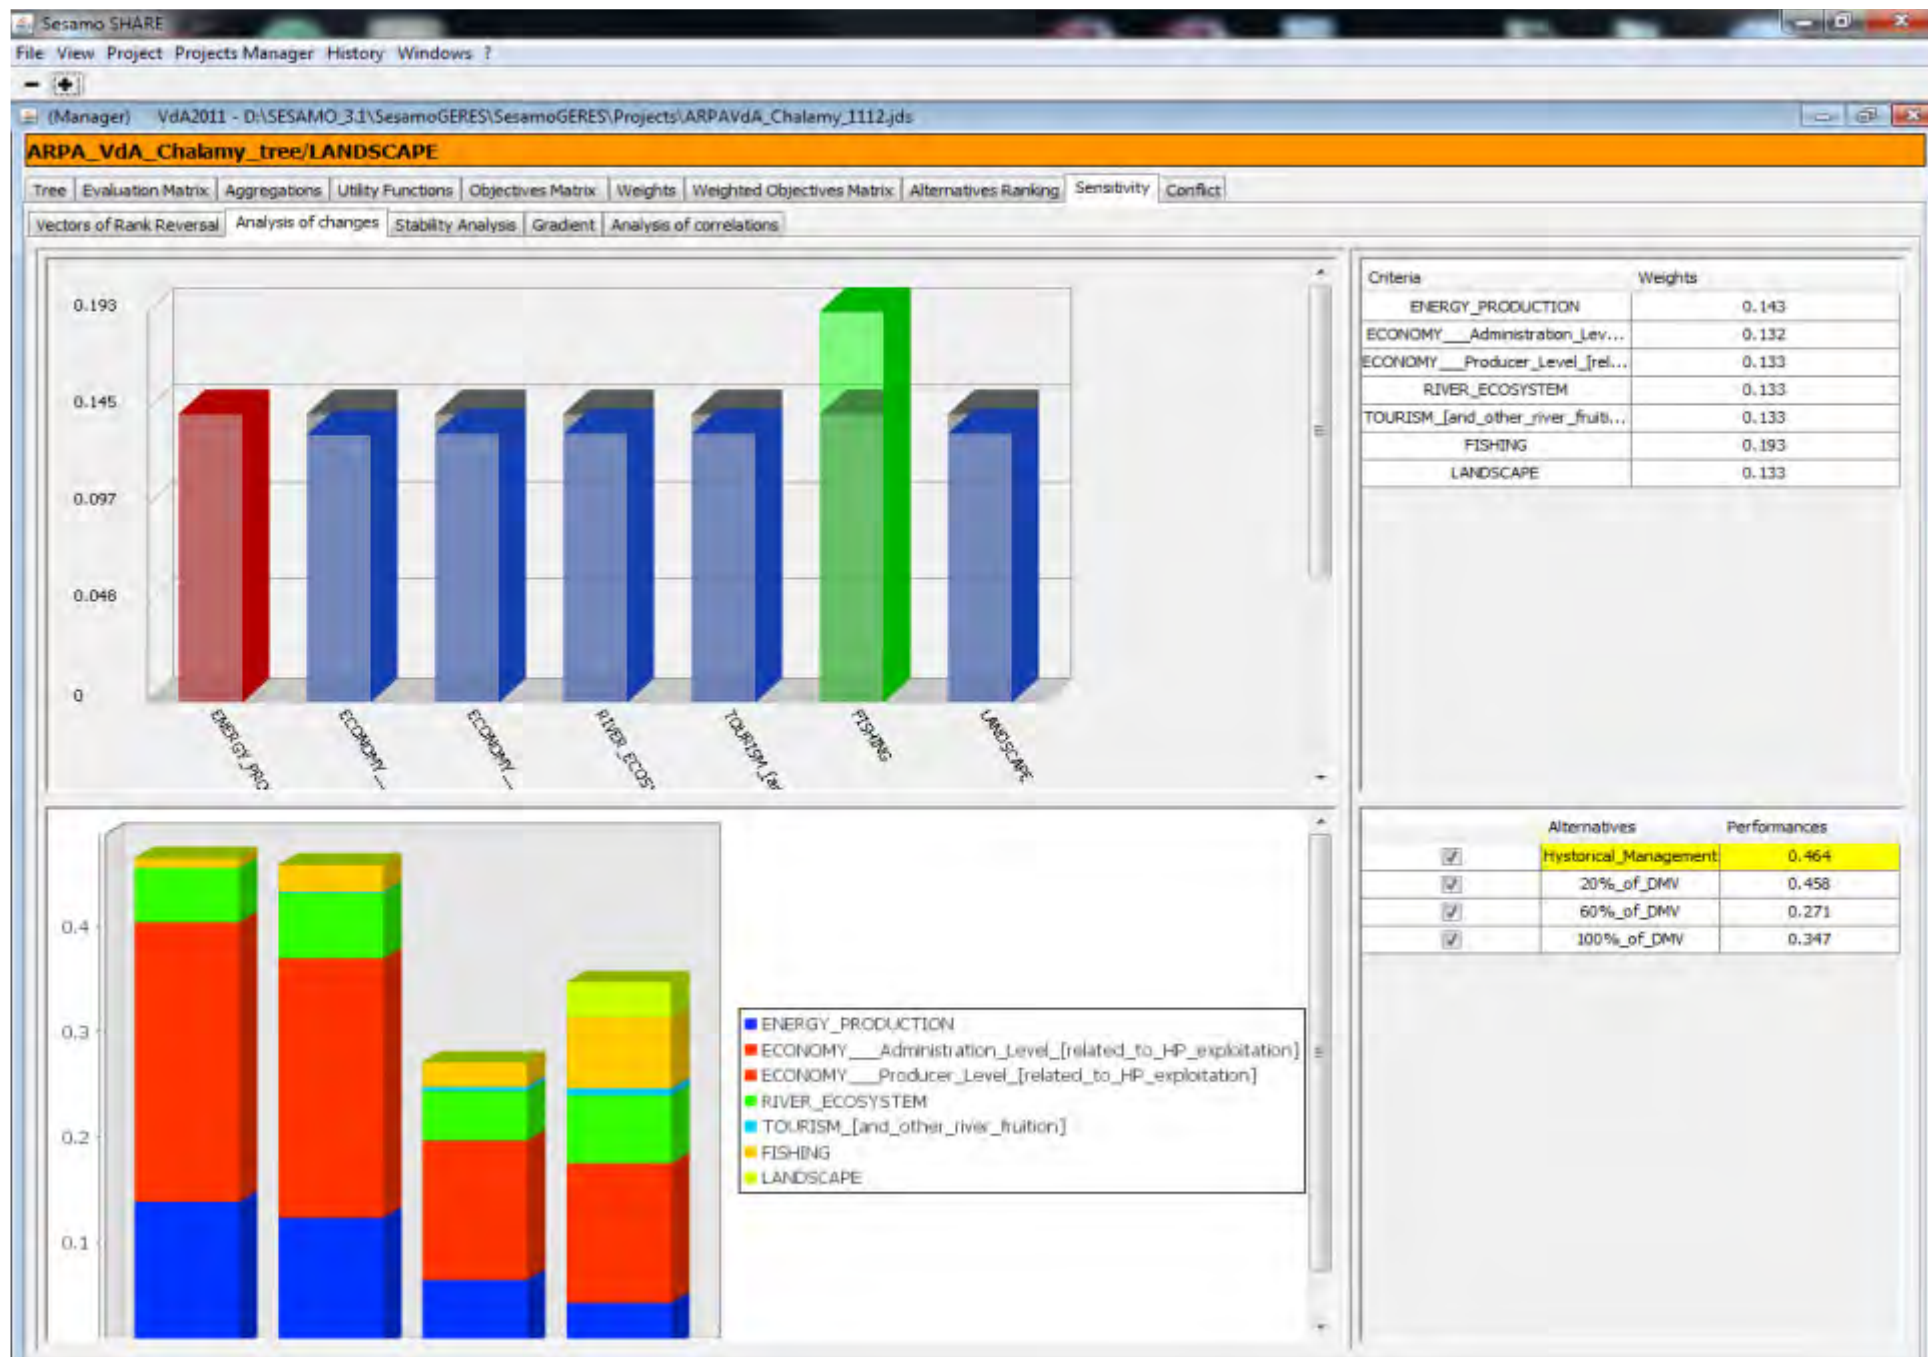 Sesamo SHARE
File View Project Projects Manager History Windows ?
(Manager) VdA2011 - D:\SESAMO_3.1\SesamoGERES\SesamoGERES\Projects\ARPAVdA_Chalamy_1112.jds
ARPA_VdA_Chalamy_tree/LANDSCAPE
Tree Evaluation Matrix Aggregations Utility Functions Objectives Matrix Weights Weighted Objectives Matrix Alternatives Ranking Sensitivity Conflict
Vectors of Rank Reversal Analysis of changes Stability Analysis Gradient Analysis of correlations
0.193
0.145
0.097
0.048
0
ENERGY_PRO
ECONOMY_...
ECONOMY_...
RIVER_ECOS
TOURISM_[ar
FISHING
LANDSCAPE
Criteria Weights
ENERGY_PRODUCTION 0.143
ECONOMY___Administration_Lev... 0.132
ECONOMY___Producer_Level_[rel... 0.133
RIVER_ECOSYSTEM 0.133
TOURISM_[and_other_river_fruiti... 0.133
FISHING 0.193
LANDSCAPE 0.133
0.4
0.3
0.2
0.1
ENERGY_PRODUCTION
ECONOMY___Administration_Level_[related_to_HP_exploitation]
ECONOMY___Producer_Level_[related_to_HP_exploitation]
RIVER_ECOSYSTEM
TOURISM_[and_other_river_fruition]
FISHING
LANDSCAPE
Alternatives Performances
Hystorical_Management 0.464
20%_of_DMV 0.458
60%_of_DMV 0.271
100%_of_DMV 0.347